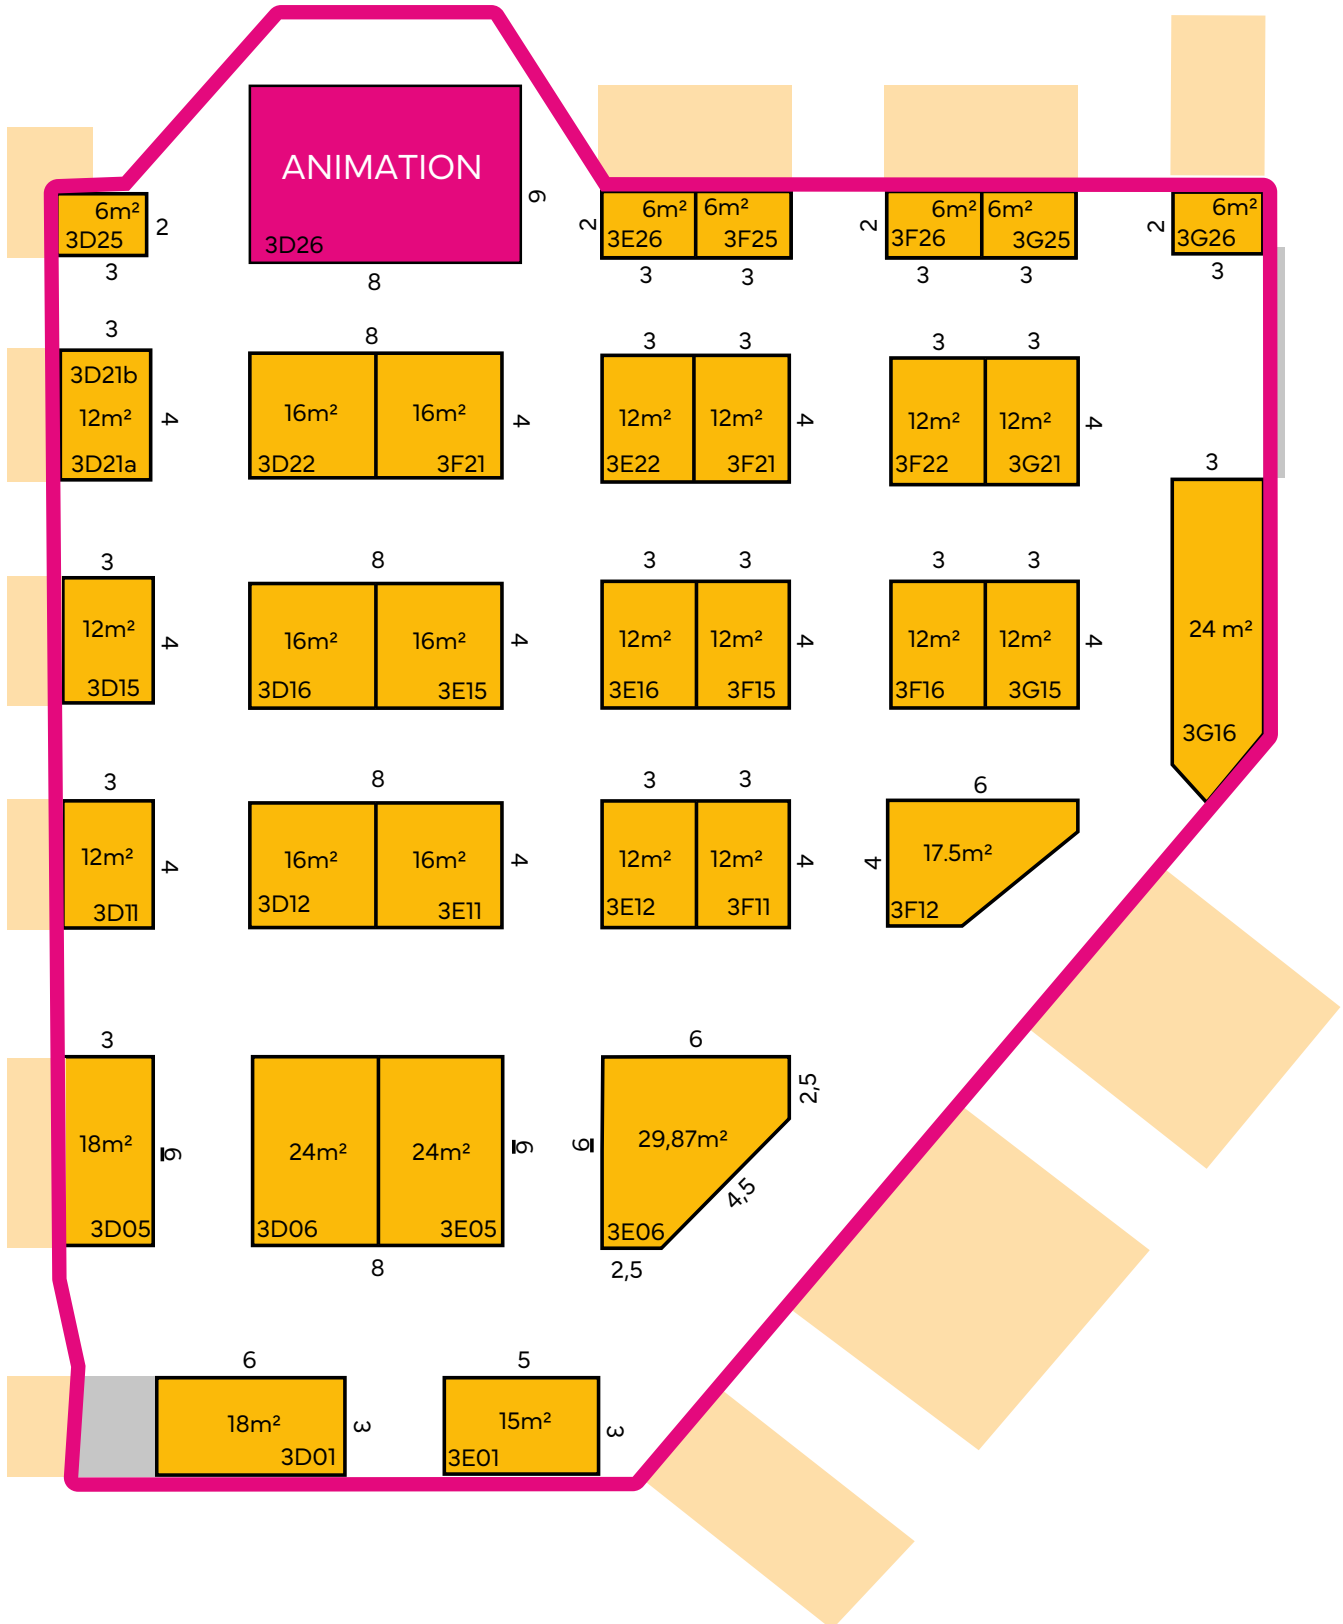 ANIMATION
3D26
6
8
6m²
3D25
2
3
2
6m²
3E26
6m²
3F25
3
3
2
6m²
3F26
6m²
3G25
3
3
2
6m²
3G26
3
3
3D21b
12m²
3D21a
4
8
16m²
3D22
16m²
3F21
4
3
3
12m²
3E22
12m²
3F21
4
3
3
12m²
3F22
12m²
3G21
4
3
24 m²
3G16
3
12m²
3D15
4
8
16m²
3D16
16m²
3E15
4
3
3
12m²
3E16
12m²
3F15
4
3
3
12m²
3F16
12m²
3G15
4
3
12m²
3D11
4
8
16m²
3D12
16m²
3E11
4
3
3
12m²
3E12
12m²
3F11
4
6
4
17.5m²
3F12
3
18m²
3D05
6
24m²
3D06
24m²
3E05
6
8
6
2,5
6
29,87m²
4,5
3E06
2,5
6
18m²
3D01
3
5
15m²
3E01
3